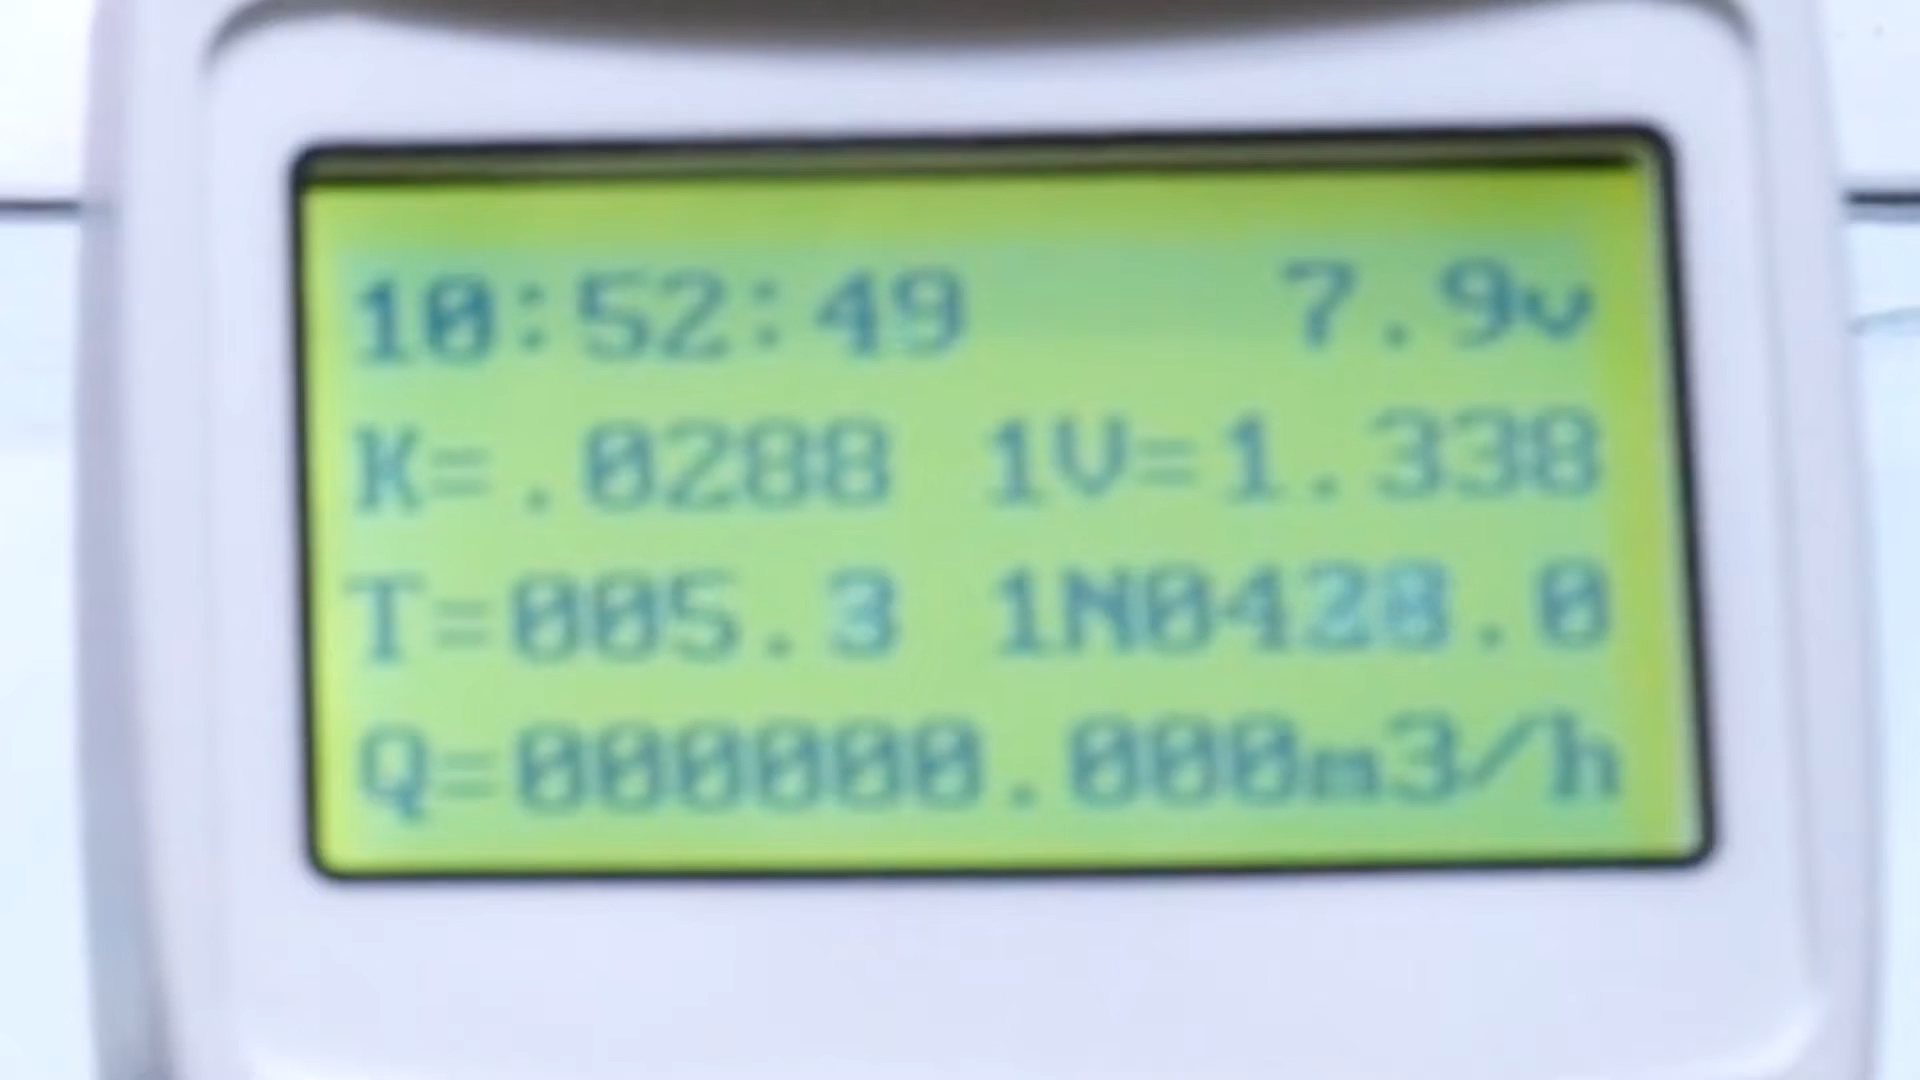 10:52:49 7.9v
K=.0288 1V=1.338
T=005.3 1N0428.0
Q=000000.000m3/h